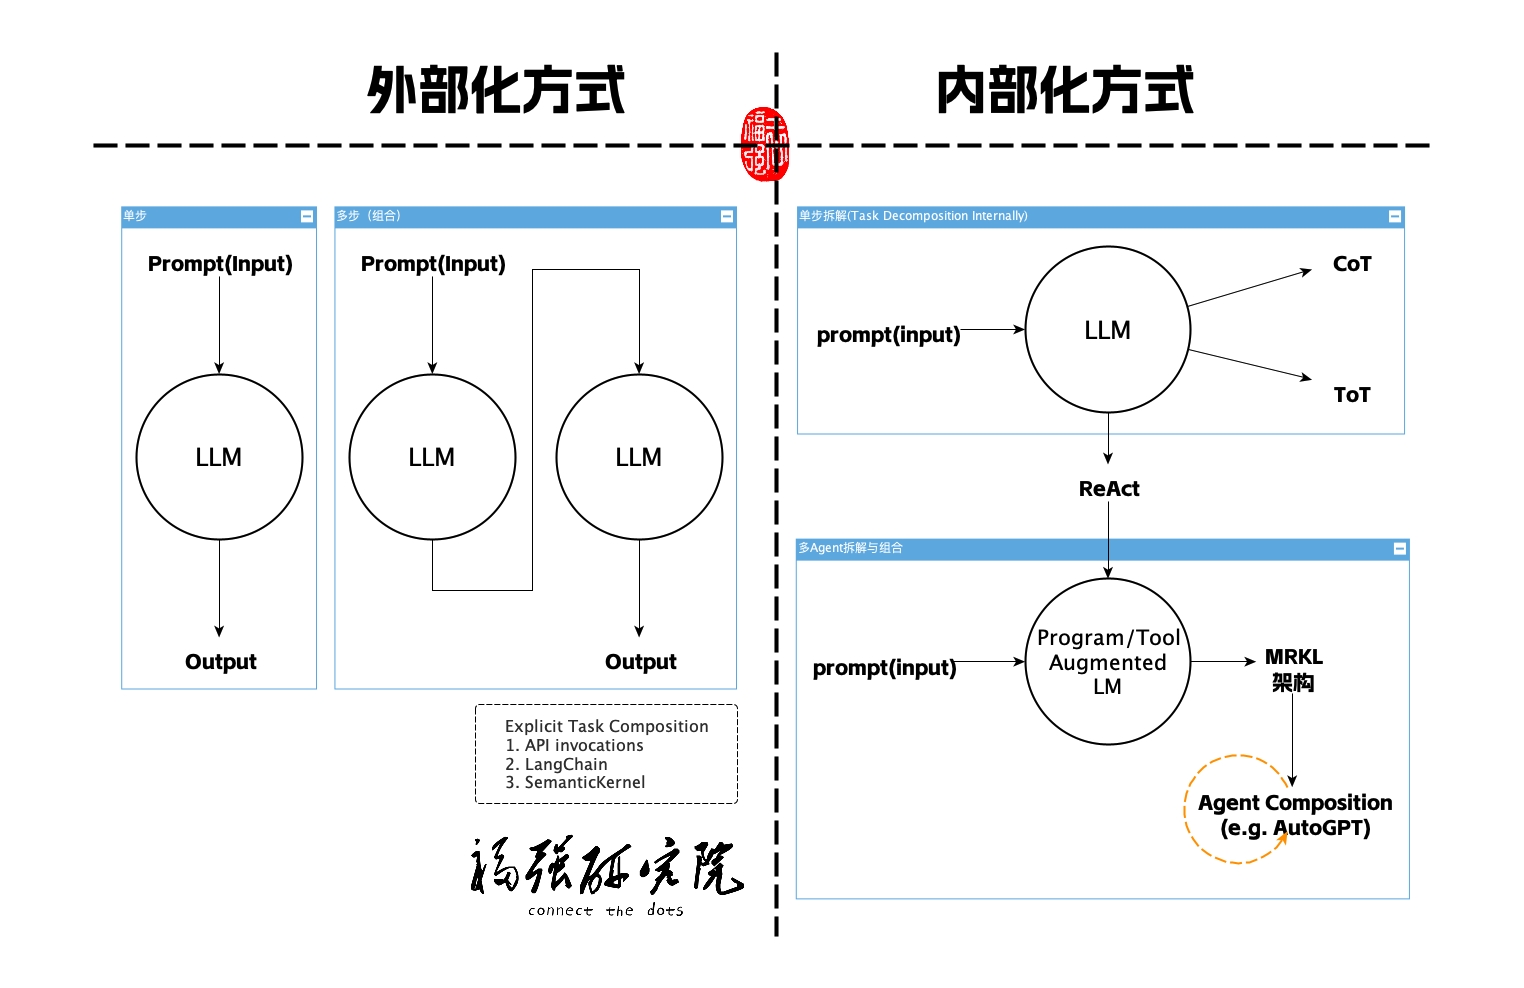 外部化方式
内部化方式
福强
单步
Prompt(Input)
LLM
Output
多步（组合）
Prompt(Input)
LLM
LLM
Output
Explicit Task Composition
1. API invocations
2. LangChain
3. SemanticKernel
福强研究院
connect the dots
单步拆解(Task Decomposition Internally)
prompt(input)
LLM
CoT
ToT
ReAct
多Agent拆解与组合
prompt(input)
Program/Tool
Augmented
LM
MRKL
架构
Agent Composition
(e.g. AutoGPT)